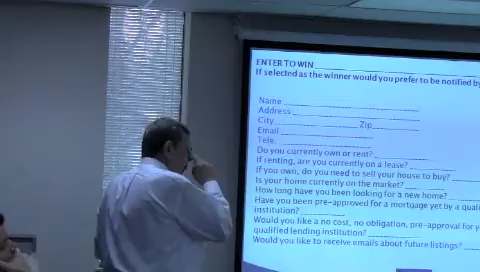 ENTER TO WIN
If selected as the winner would you prefer to be notified by
Name
Address
City Zip
Email
Tele.
Do you currently own or rent?
If renting, are you currently on a lease?
If you own, do you need to sell your house to buy?
Is your home currently on the market?
How long have you been looking for a new home?
Have you been pre-approved for a mortgage yet by a
institution?
Would you like a no cost, no obligation, pre-approval for
qualified lending institution?
Would you like to receive emails about future listings?